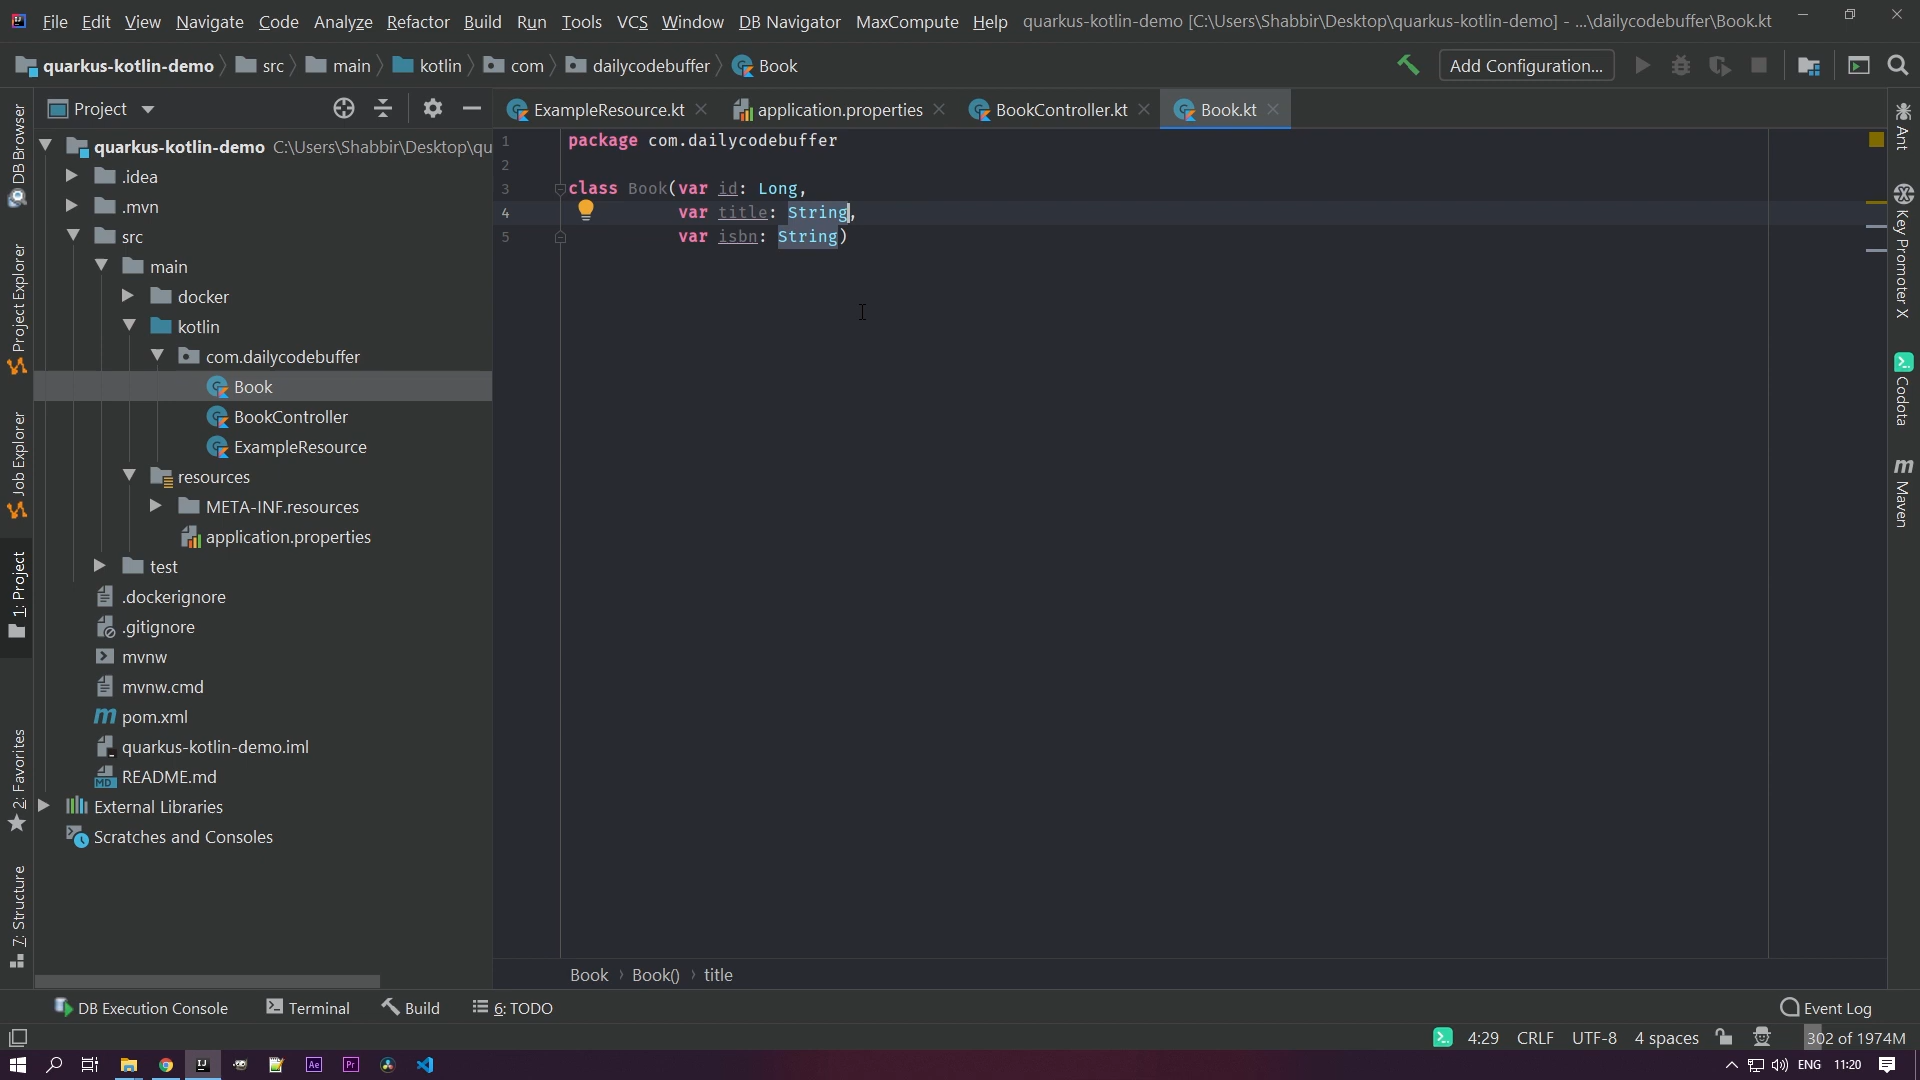 File Edit View Navigate Code Analyze Refactor Build Run Tools VCS Window DB Navigator MaxCompute Help quarkus-kotlin-demo [C:\Users\Shabbir\Desktop\quarkus-kotlin-demo] - ...\dailycodebuffer\Book.kt
quarkus-kotlin-demo src main kotlin com dailycodebuffer Book Add Configuration...
Project
ExampleResource.kt application.properties BookController.kt Book.kt
DB Browser
Project Explorer
Job Explorer
1: Project
2: Favorites
7: Structure
quarkus-kotlin-demo C:\Users\Shabbir\Desktop\qu
.idea
.mvn
src
main
docker
kotlin
com.dailycodebuffer
Book
BookController
ExampleResource
resources
META-INF.resources
application.properties
test
.dockerignore
.gitignore
mvnw
mvnw.cmd
pom.xml
quarkus-kotlin-demo.iml
README.md
External Libraries
Scratches and Consoles
1 package com.dailycodebuffer
2
3 class Book(var id: Long,
4 var title: String,
5 var isbn: String)
Ant
Key Promoter X
Codota
Maven
Book › Book() › title
DB Execution Console Terminal Build 6: TODO Event Log
4:29 CRLF UTF-8 4 spaces 302 of 1974M
ENG 11:20